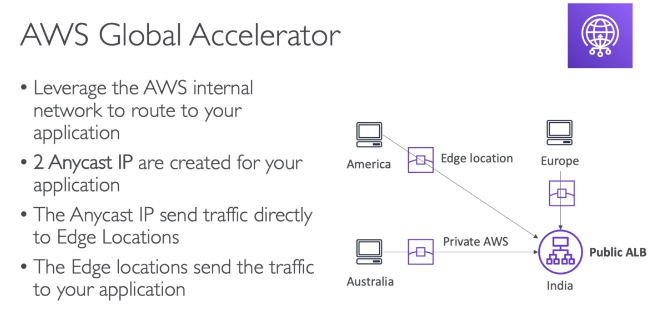 AWS Global Accelerator
• Leverage the AWS internal
network to route to your
application
• 2 Anycast IP are created for your
application
• The Anycast IP send traffic directly
to Edge Locations
• The Edge locations send the traffic
to your application
America
Edge location
Europe
Australia
Private AWS
Public ALB
India